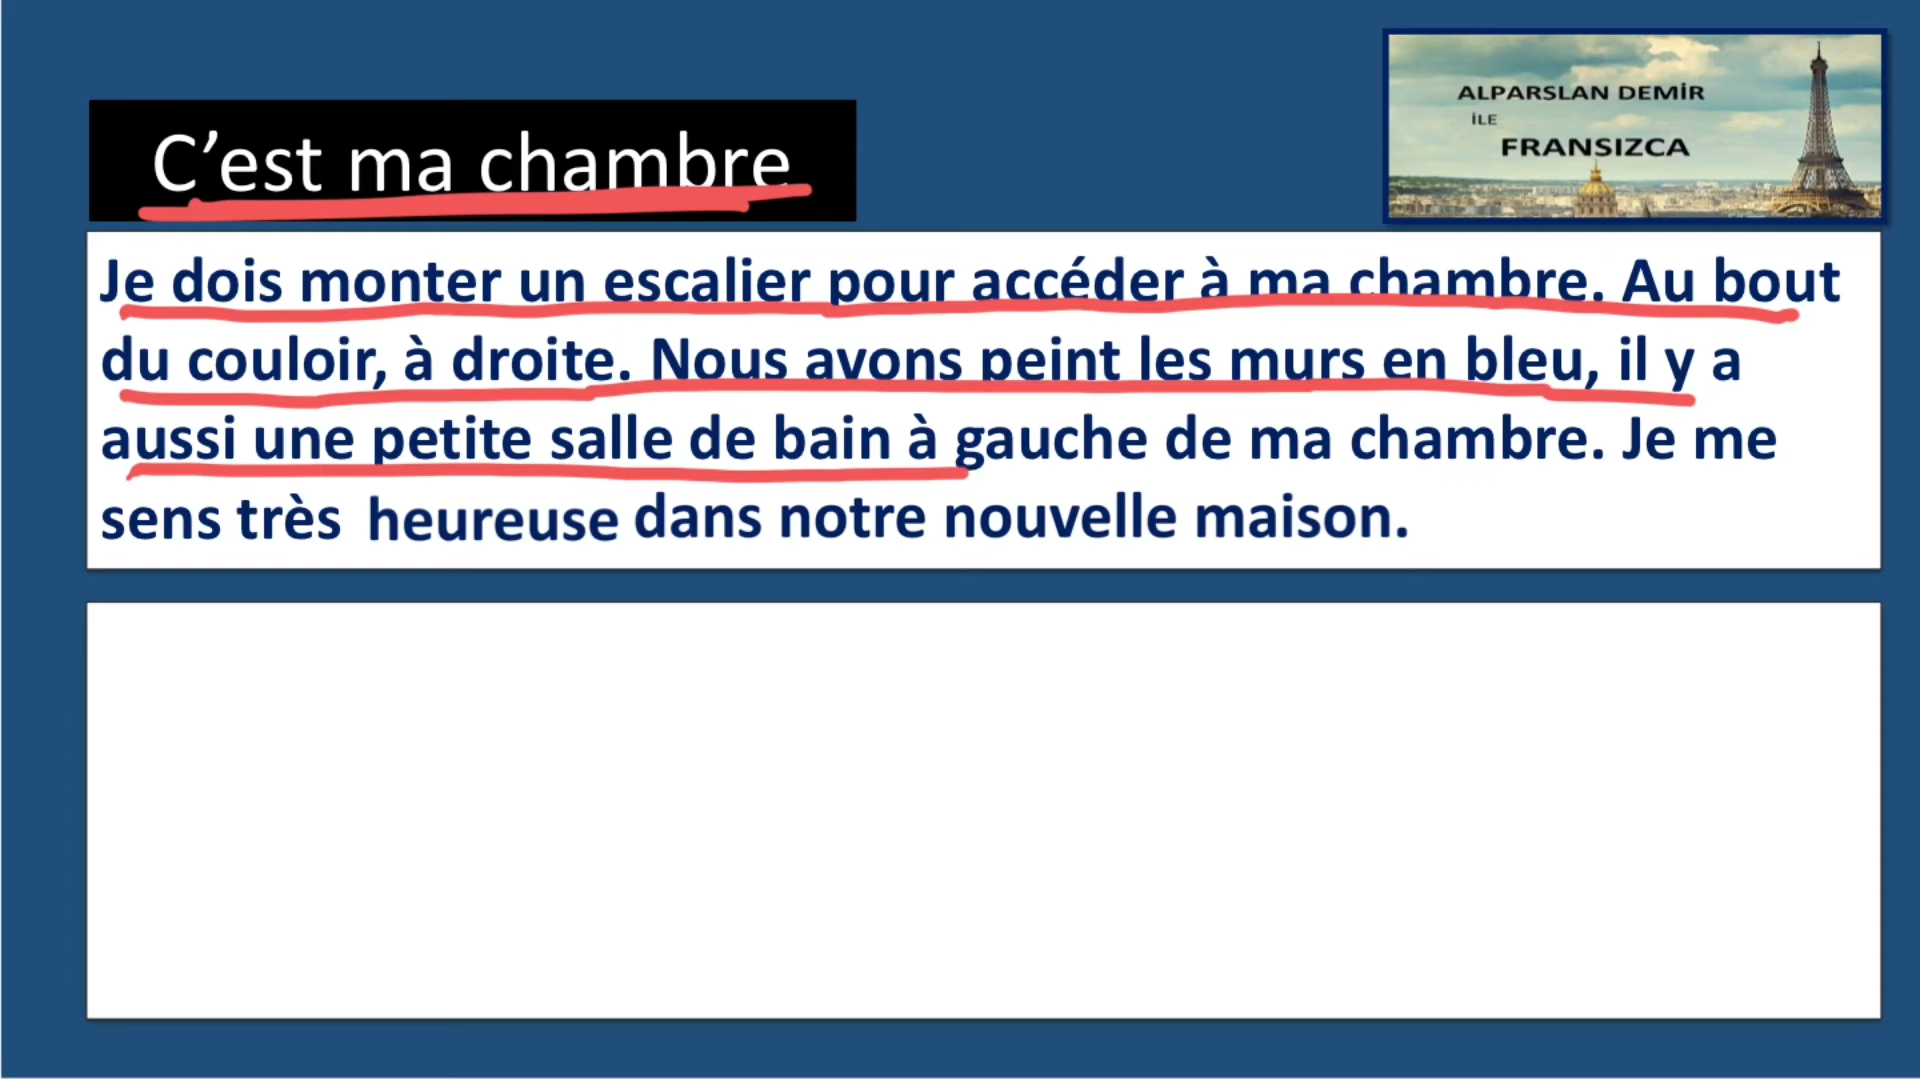 ALPARSLAN DEMİR
İLE
FRANSIZCA
C’est ma chambre
Je dois monter un escalier pour accéder à ma chambre. Au bout
du couloir, à droite. Nous avons peint les murs en bleu, il y a
aussi une petite salle de bain à gauche de ma chambre. Je me
sens très heureuse dans notre nouvelle maison.